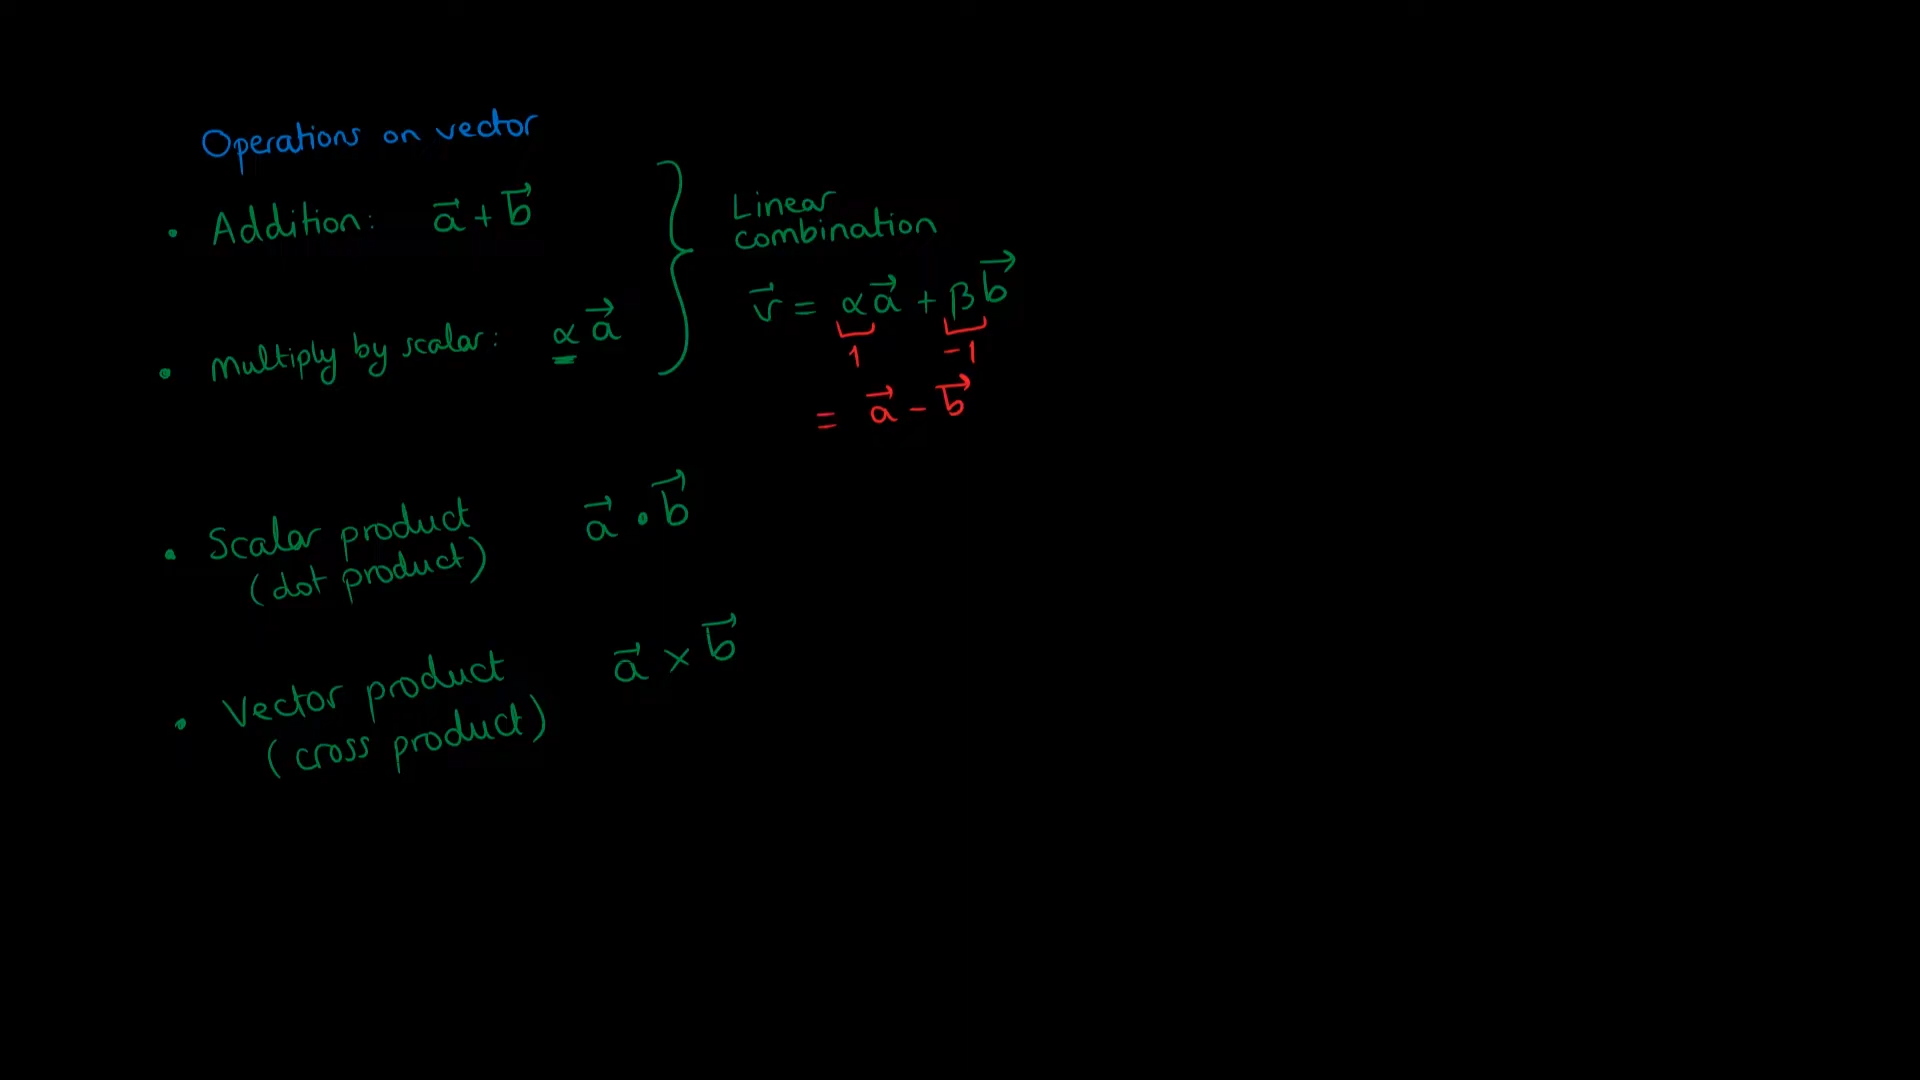 Operations on vector
• Addition: a⃗ + b⃗
• Multiply by scalar: α a⃗
Linear
combination
v⃗ = αa⃗ + βb⃗
1 -1
= a⃗ - b⃗
• Scalar product a⃗ • b⃗
(dot product)
• Vector product a⃗ × b⃗
(cross product)